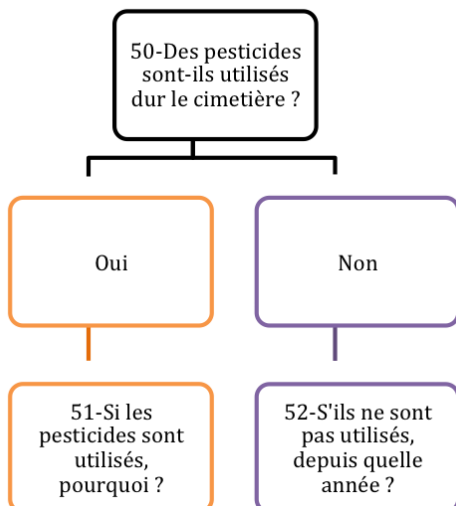 50-Des pesticides
sont-ils utilisés
dur le cimetière ?
Oui
Non
51-Si les
pesticides sont
utilisés,
pourquoi ?
52-S'ils ne sont
pas utilisés,
depuis quelle
année ?